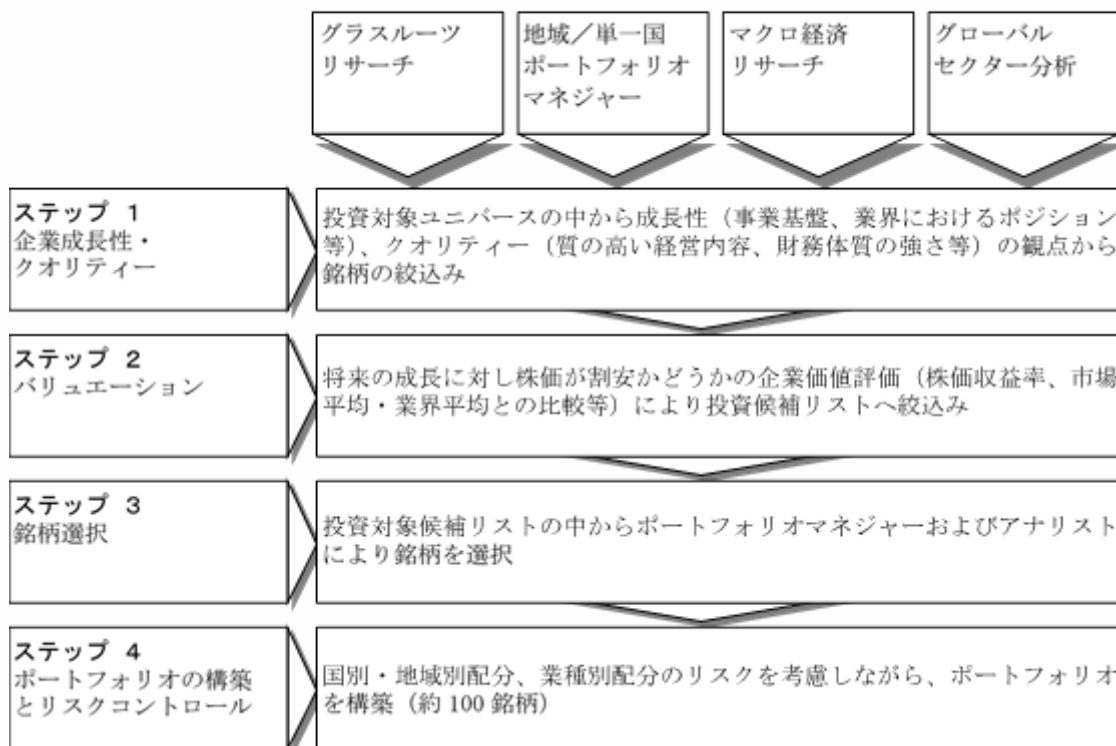 グラスルーツ
リサーチ
地域／単一国
ポートフォリオ
マネジャー
マクロ経済
リサーチ
グローバル
セクター分析
ステップ 1
企業成長性・
クオリティー
投資対象ユニバースの中から成長性（事業基盤、業界におけるポジション
等）、クオリティー（質の高い経営内容、財務体質の強さ等）の観点から
銘柄の絞込み
ステップ 2
バリュエーション
将来の成長に対し株価が割安かどうかの企業価値評価（株価収益率、市場
平均・業界平均との比較等）により投資候補リストへ絞込み
ステップ 3
銘柄選択
投資対象候補リストの中からポートフォリオマネジャーおよびアナリスト
により銘柄を選択
ステップ 4
ポートフォリオの構築
とリスクコントロール
国別・地域別配分、業種別配分のリスクを考慮しながら、ポートフォリオ
を構築（約 100 銘柄）